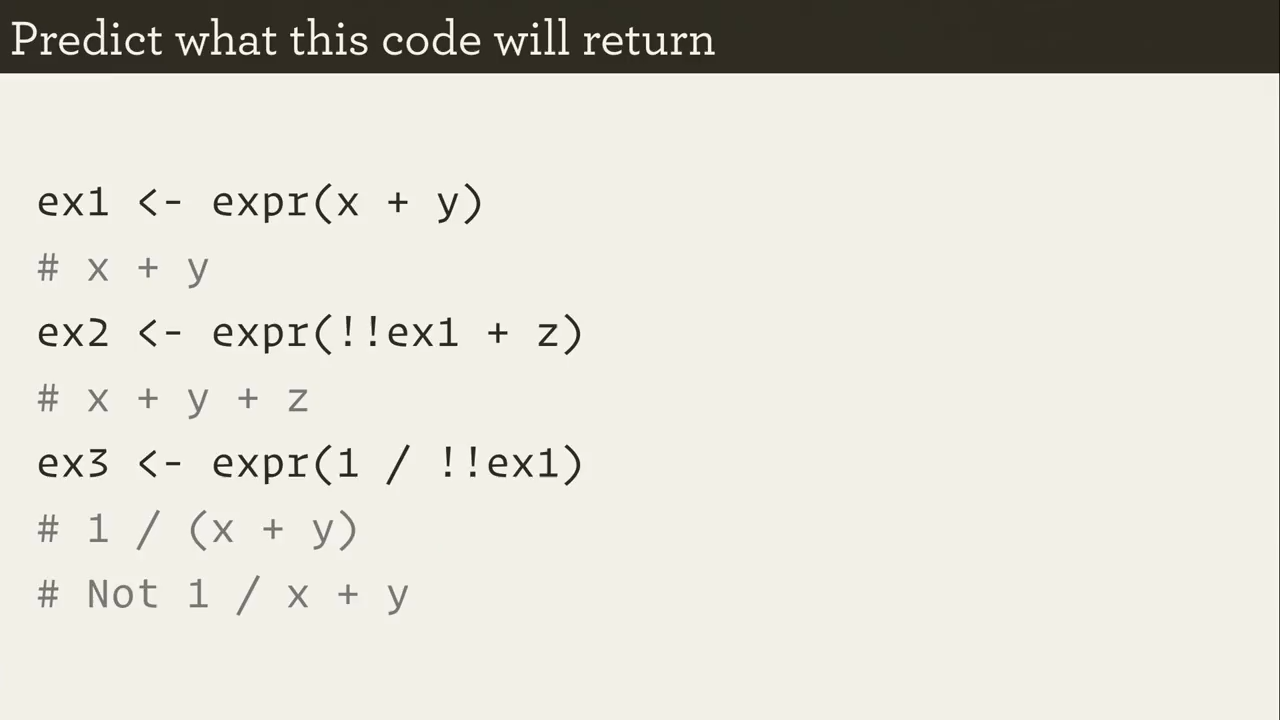 Predict what this code will return
ex1 <- expr(x + y)
# x + y
ex2 <- expr(!!ex1 + z)
# x + y + z
ex3 <- expr(1 / !!ex1)
# 1 / (x + y)
# Not 1 / x + y